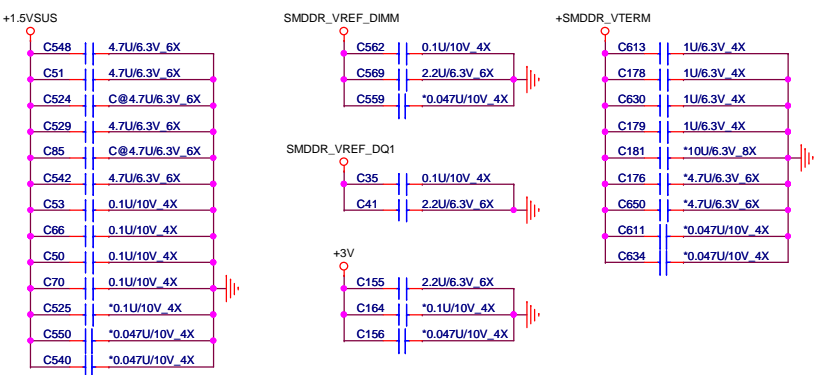 +1.5VSUS
C548 4.7U/6.3V_6X
C51 4.7U/6.3V_6X
C524 C@4.7U/6.3V_6X
C529 4.7U/6.3V_6X
C85 C@4.7U/6.3V_6X
C542 4.7U/6.3V_6X
C53 0.1U/10V_4X
C66 0.1U/10V_4X
C50 0.1U/10V_4X
C70 0.1U/10V_4X
C525 *0.1U/10V_4X
C550 *0.047U/10V_4X
C540 *0.047U/10V_4X
SMDDR_VREF_DIMM
C562 0.1U/10V_4X
C569 2.2U/6.3V_6X
C559 *0.047U/10V_4X
SMDDR_VREF_DQ1
C35 0.1U/10V_4X
C41 2.2U/6.3V_6X
+3V
C155 2.2U/6.3V_6X
C164 *0.1U/10V_4X
C156 *0.047U/10V_4X
+SMDDR_VTERM
C613 1U/6.3V_4X
C178 1U/6.3V_4X
C630 1U/6.3V_4X
C179 1U/6.3V_4X
C181 *10U/6.3V_8X
C176 *4.7U/6.3V_6X
C650 *4.7U/6.3V_6X
C611 *0.047U/10V_4X
C634 *0.047U/10V_4X